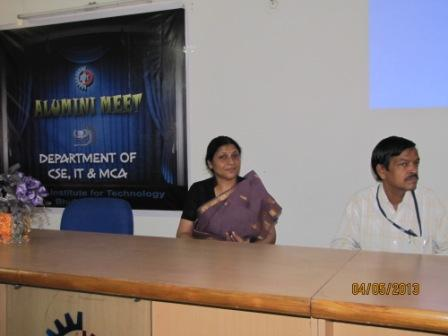 ALUMINI MEET
DEPARTMENT OF
CSE, IT & MCA
Institute for Technology
04/05/2013